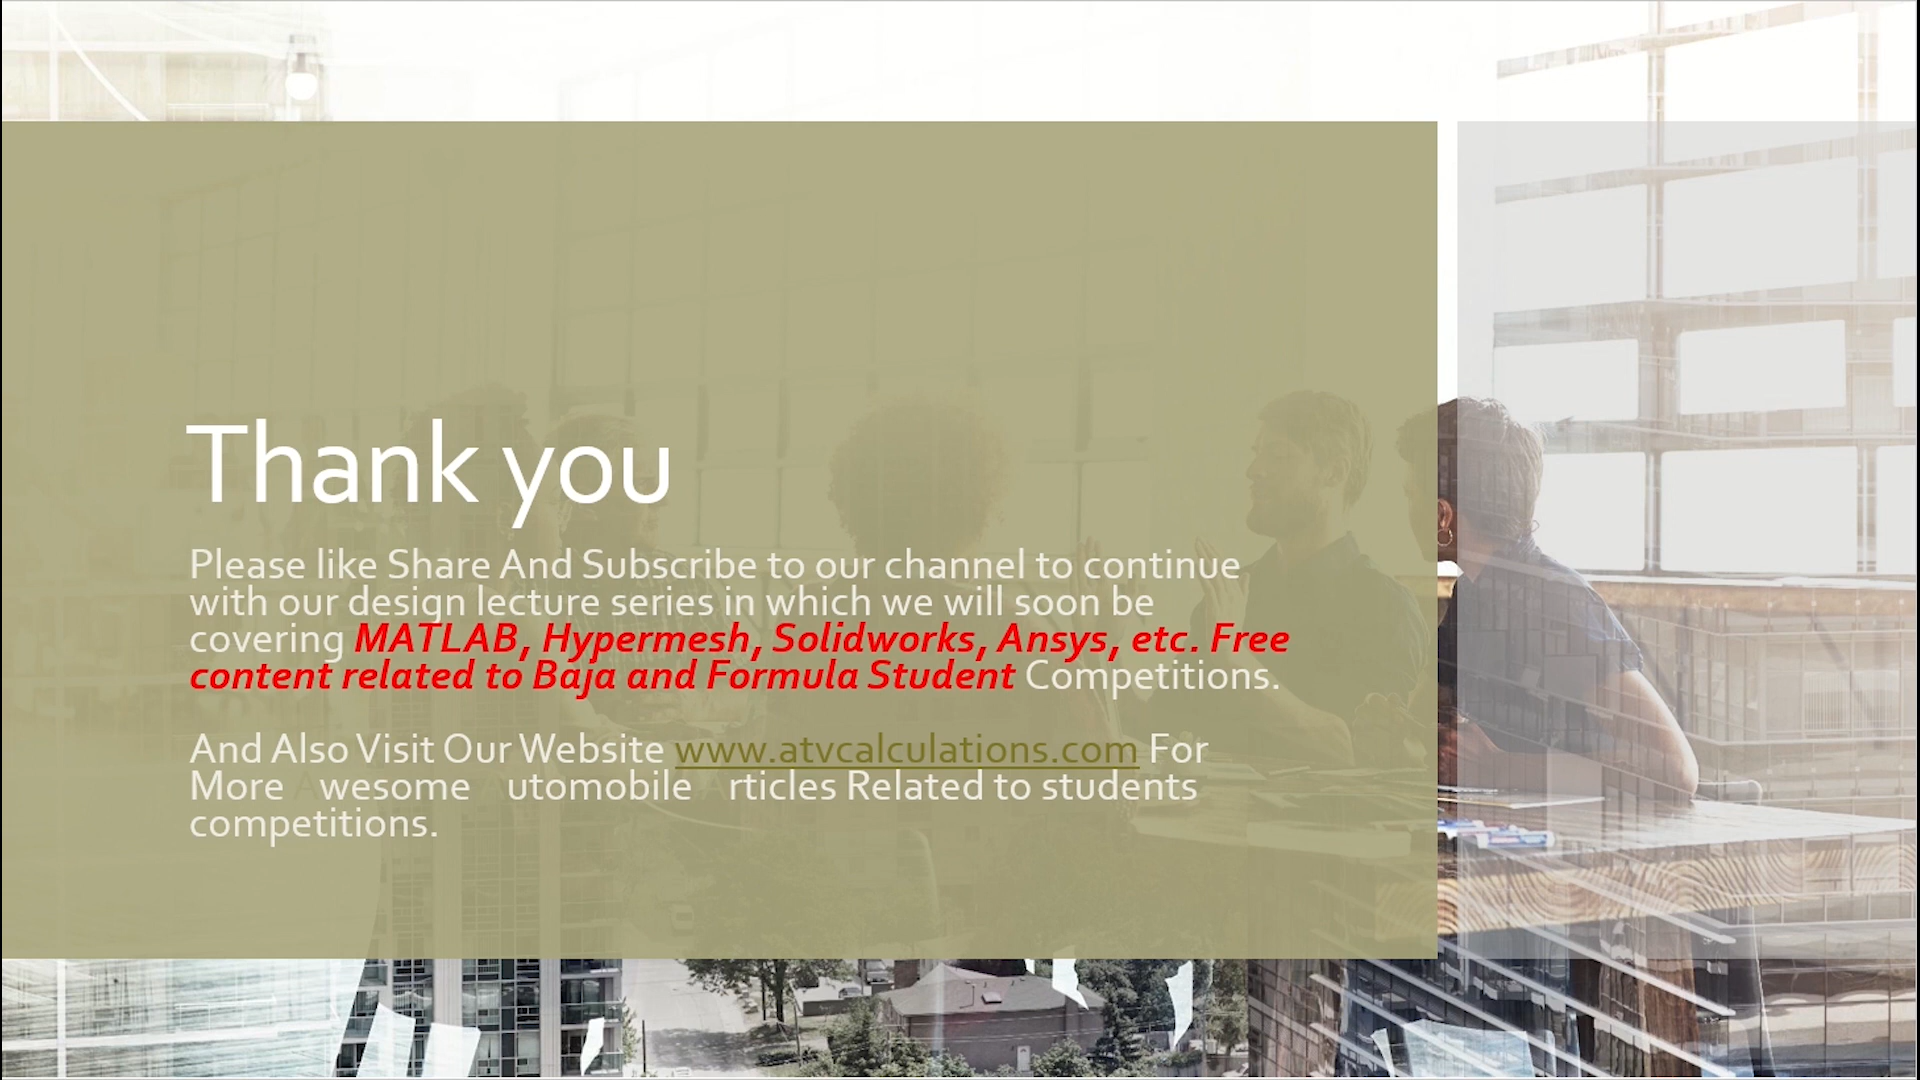 Thank you
Please like Share And Subscribe to our channel to continue
with our design lecture series in which we will soon be
covering MATLAB, Hypermesh, Solidworks, Ansys, etc. Free
content related to Baja and Formula Student Competitions.
And Also Visit Our Website www.atvcalculations.com For
More Awesome utomobile Articles Related to students
competitions.